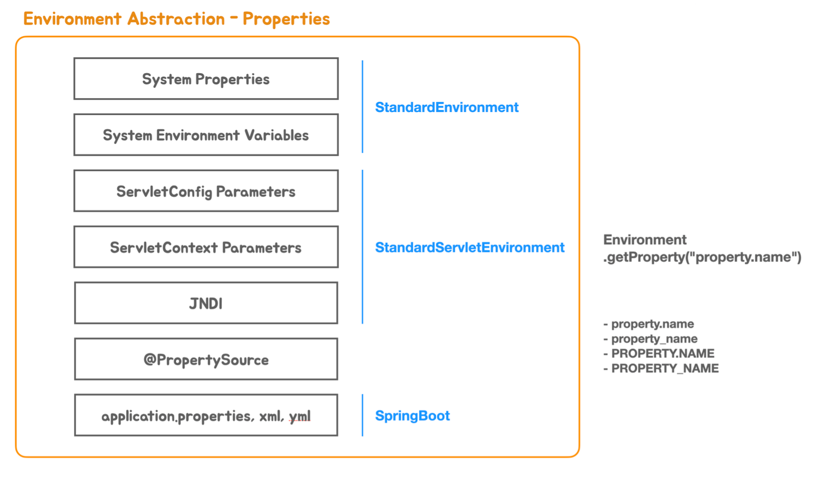 Environment Abstraction - Properties
System Properties
StandardEnvironment
System Environment Variables
ServletConfig Parameters
ServletContext Parameters
StandardServletEnvironment
JNDI
@PropertySource
application.properties, xml, yml
SpringBoot
Environment
.getProperty("property.name")
- property.name
- property_name
- PROPERTY.NAME
- PROPERTY_NAME